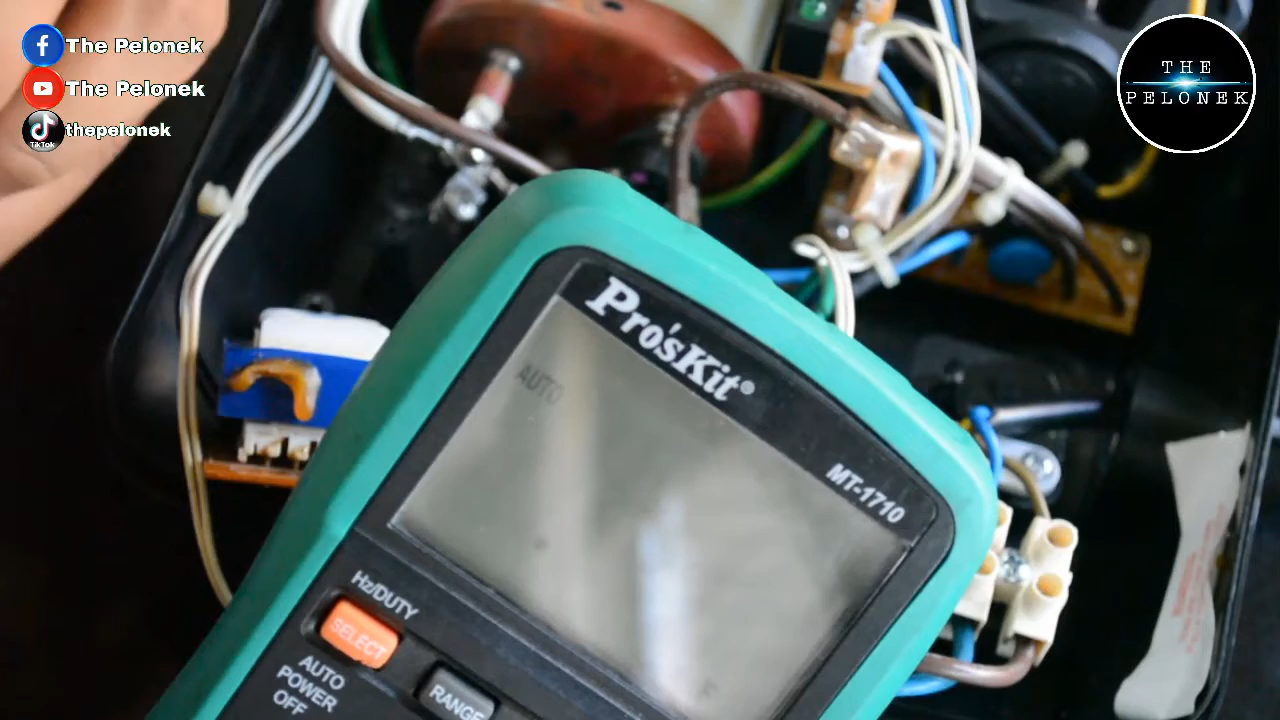 The Pelonek
The Pelonek
thepelonek
TikTok
THE
PELONEK
Pro'sKit®
AUTO
MT-1710
F
Hz/DUTY
SELECT
AUTO
POWER
OFF
RANGE